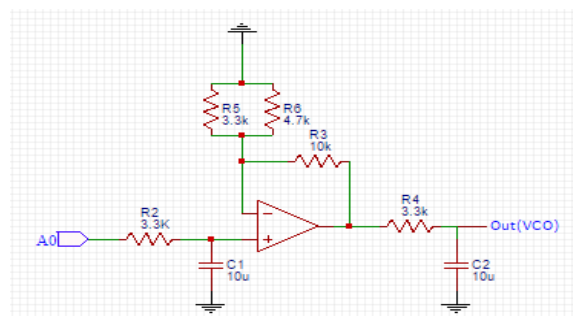 R5
3.3k
R6
4.7k
R3
10k
R2
3.3K
A0
−
+
R4
3.3k
Out(VCO)
C1
10u
C2
10u